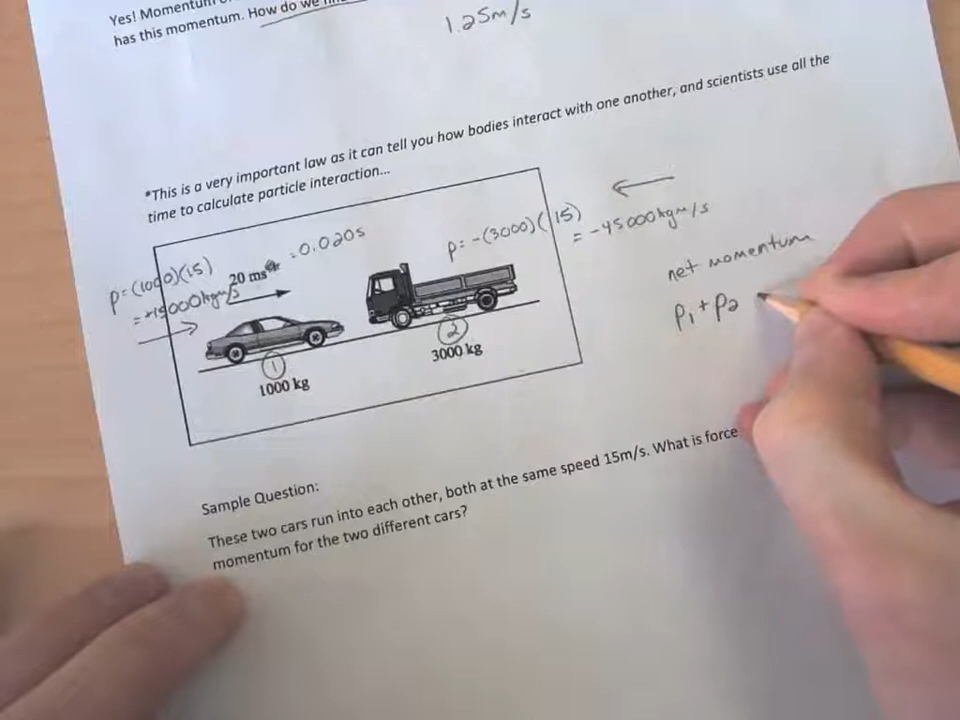 Yes! Momentum
has this momentum. How do we
1.25m/s
*This is a very important law as it can tell you how bodies interact with one another, and scientists use all the
time to calculate particle interaction...
p=(1000)(15)
=+15000kgm/s
20 ms
: 0.020s
p=-(3000)(15)
= -45000kgm/s
net momentum
p1+p2
1
1000 kg
2
3000 kg
Sample Question:
These two cars run into each other, both at the same speed 15m/s. What is force
momentum for the two different cars?